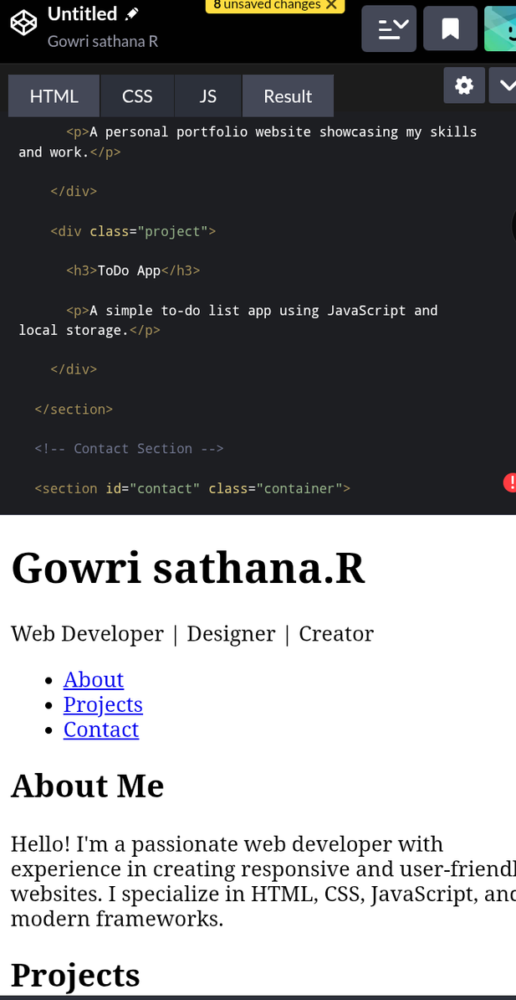 8 unsaved changes
Untitled
Gowri sathana R
HTML CSS JS Result
<p>A personal portfolio website showcasing my skills
and work.</p>
</div>
<div class="project">
<h3>ToDo App</h3>
<p>A simple to-do list app using JavaScript and
local storage.</p>
</div>
</section>
<!-- Contact Section -->
<section id="contact" class="container">
Gowri sathana.R
Web Developer | Designer | Creator
• About
• Projects
• Contact
About Me
Hello! I'm a passionate web developer with
experience in creating responsive and user-friendl
websites. I specialize in HTML, CSS, JavaScript, and
modern frameworks.
Projects